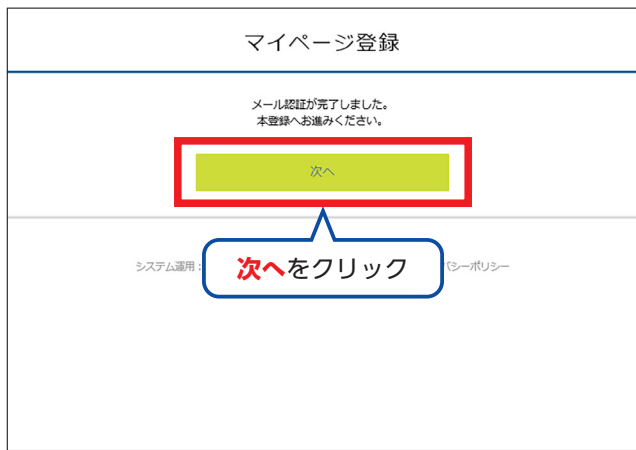 マイページ登録
メール認証が完了しました。
本登録へお進みください。
次へ
次へをクリック
システム運用：
バシーポリシー